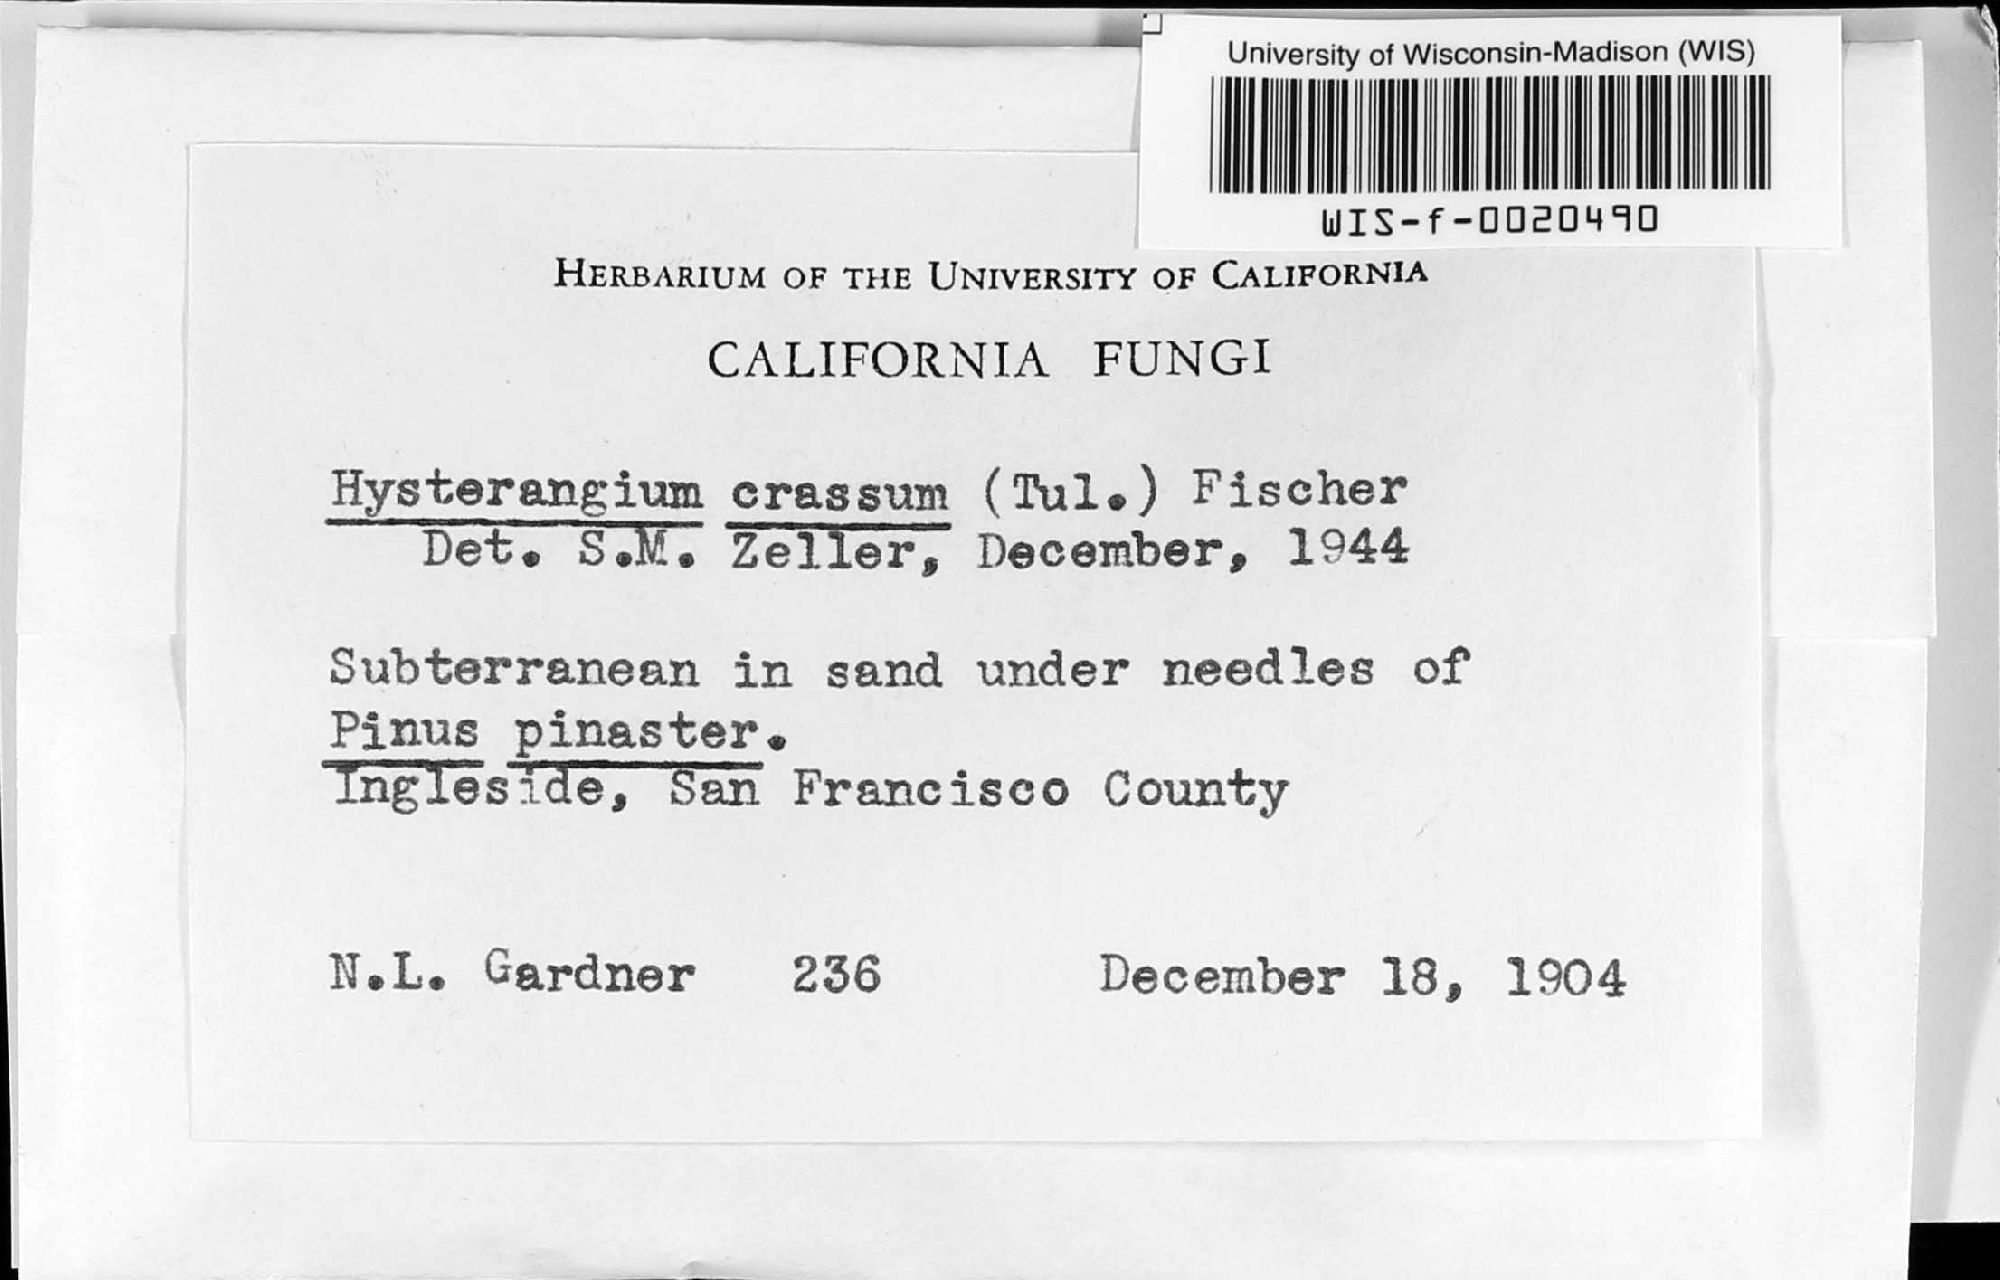 University of Wisconsin-Madison (WIS)
WIS-f-0020490
HERBARIUM OF THE UNIVERSITY OF CALIFORNIA
CALIFORNIA FUNGI
Hysterangium crassum (Tul.) Fischer
Det. S.M. Zeller, December, 1944
Subterranean in sand under needles of
Pinus pinaster.
Ingleside, San Francisco County
N.L. Gardner 236 December 18, 1904